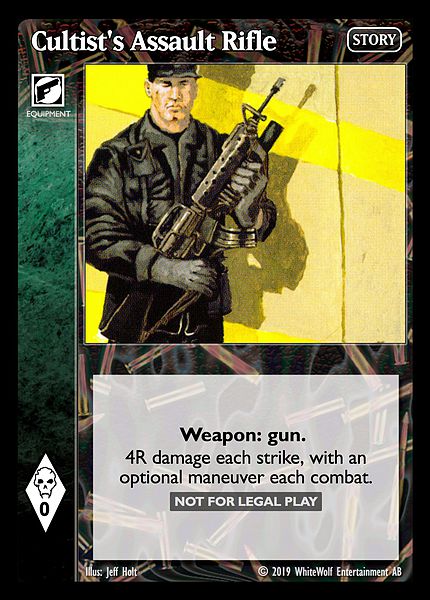 Cultist's Assault Rifle
STORY
EQUIPMENT
Weapon: gun.
4R damage each strike, with an
optional maneuver each combat.
NOT FOR LEGAL PLAY
0
Illus: Jeff Holt
© 2019 WhiteWolf Entertainment AB